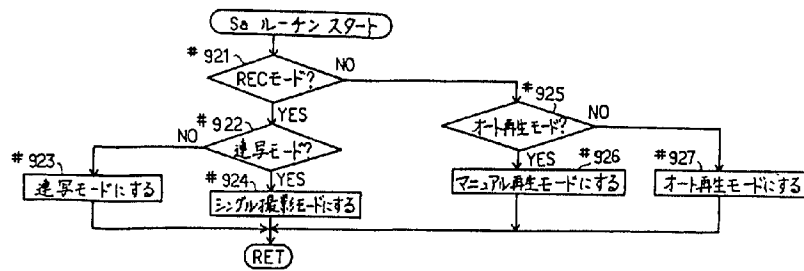 Sa ルーチン スタート
#921
RECモード?
NO
YES
#922
連写モード?
NO
YES
#923
連写モードにする
#924
シングル撮影モードにする
#925
オート再生モード?
NO
YES
#926
マニュアル再生モードにする
#927
オート再生モードにする
RET